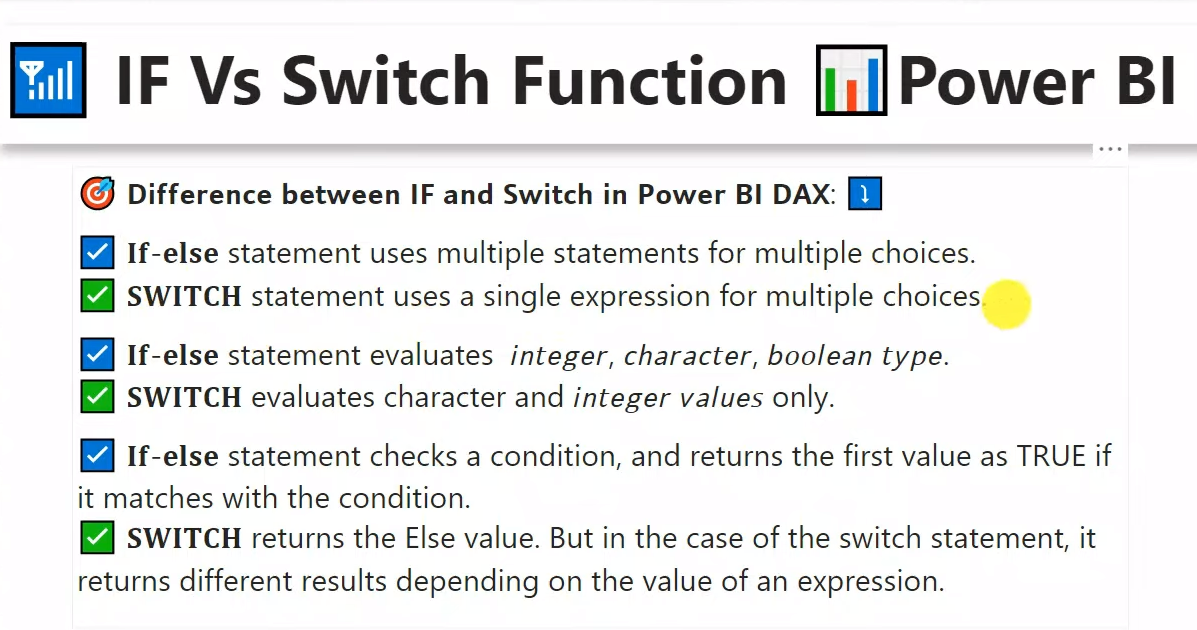 IF Vs Switch Function Power BI
Difference between IF and Switch in Power BI DAX:
If-else statement uses multiple statements for multiple choices.
SWITCH statement uses a single expression for multiple choices.
If-else statement evaluates integer, character, boolean type.
SWITCH evaluates character and integer values only.
If-else statement checks a condition, and returns the first value as TRUE if
it matches with the condition.
SWITCH returns the Else value. But in the case of the switch statement, it
returns different results depending on the value of an expression.